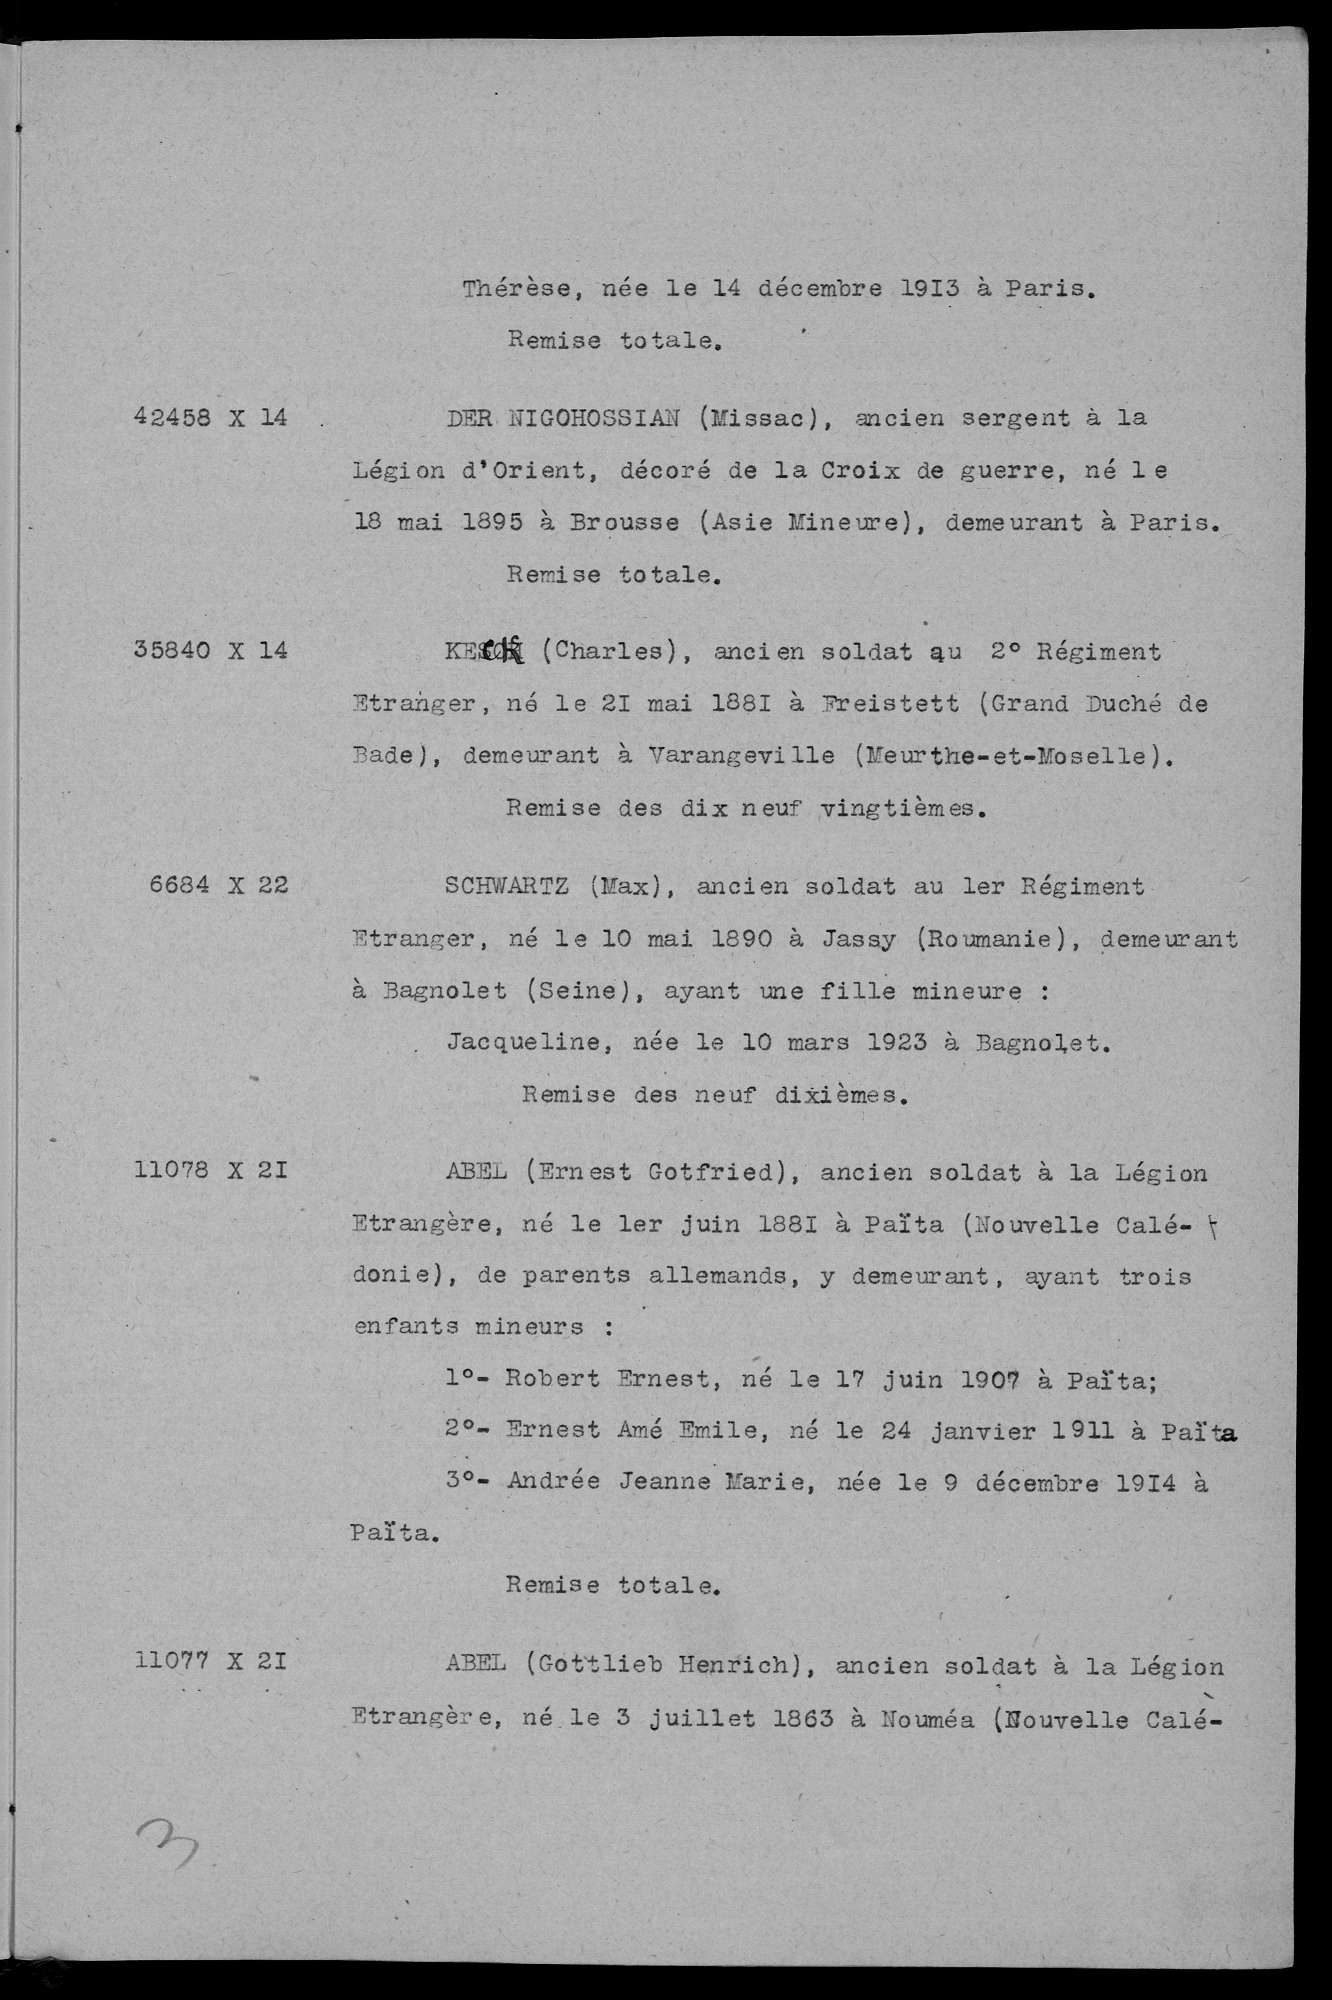 Thérèse, née le 14 décembre 19I3 à Paris.
Remise totale.
42458 X 14 DER NIGOHOSSIAN (Missac), ancien sergent à la
Légion d'Orient, décoré de la Croix de guerre, né le
18 mai 1895 à Brousse (Asie Mineure), demeurant à Paris.
Remise totale.
35840 X 14 (Charles), ancien soldat au 2° Régiment
Etranger, né le 2I mai 188I à Freistett (Grand Duché de
Bade), demeurant à Varangeville (Meurthe-et-Moselle).
Remise des dix neuf vingtièmes.
6684 X 22 SCHWARTZ (Max), ancien soldat au 1er Régiment
Etranger, né le 10 mai 1890 à Jassy (Roumanie), demeurant
à Bagnolet (Seine), ayant une fille mineure :
Jacqueline, née le 10 mars 1923 à Bagnolet.
Remise des neuf dixièmes.
11078 X 2I ABEL (Ernest Gotfried), ancien soldat à la Légion
Etrangère, né le 1er juin 188I à Païta (Nouvelle Calé-
donie), de parents allemands, y demeurant, ayant trois
enfants mineurs :
1°- Robert Ernest, né le 17 juin 1907 à Païta;
2°- Ernest Amé Emile, né le 24 janvier 1911 à Païta
3°- Andrée Jeanne Marie, née le 9 décembre 19I4 à
Païta.
Remise totale.
11077 X 2I ABEL (Gottlieb Henrich), ancien soldat à la Légion
Etrangère, né le 3 juillet 1863 à Nouméa (Nouvelle Calé-
3